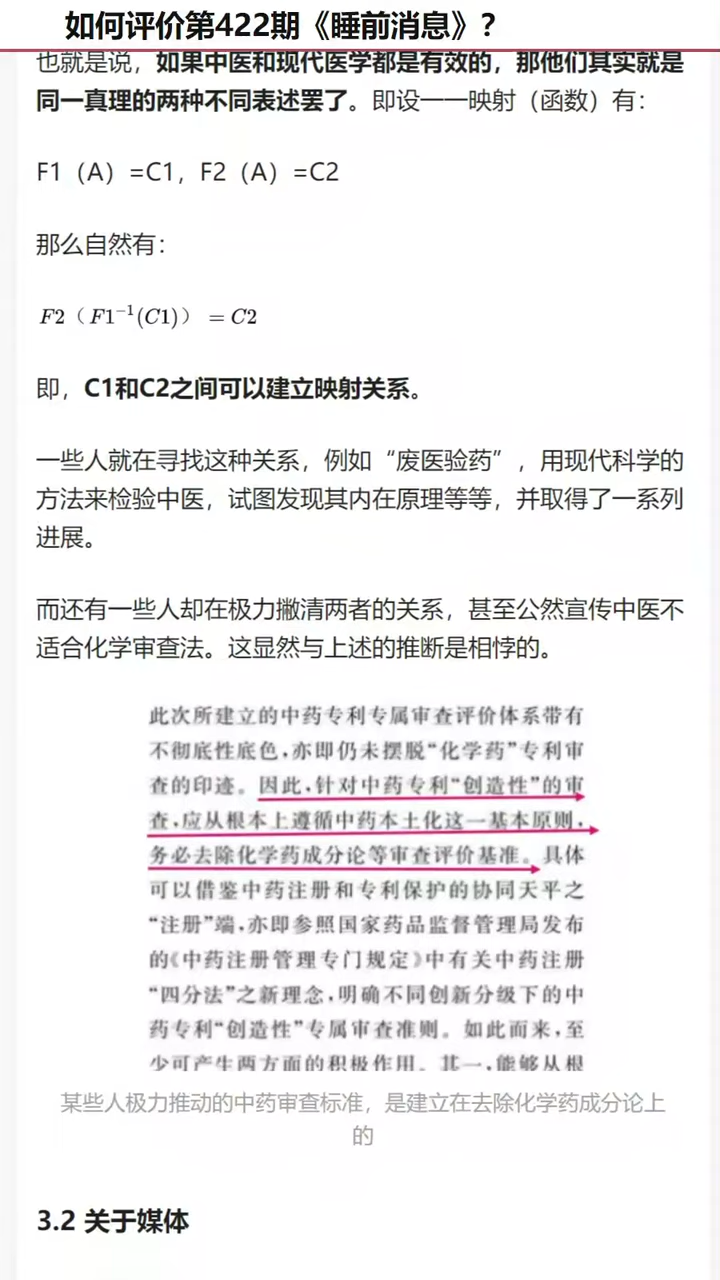 如何评价第422期《睡前消息》？
也就是说，如果中医和现代医学都是有效的，那他们其实就是
同一真理的两种不同表述罢了。即设一一映射（函数）有：
F1（A）=C1，F2（A）=C2
那么自然有：
F2（F1⁻¹(C1)）=C2
即，C1和C2之间可以建立映射关系。
一些人就在寻找这种关系，例如“废医验药”，用现代科学的
方法来检验中医，试图发现其内在原理等等，并取得了一系列
进展。
而还有一些人却在极力撇清两者的关系，甚至公然宣传中医不
适合化学审查法。这显然与上述的推断是相悖的。
此次所建立的中药专利专属审查评价体系带有
不彻底性底色，亦即仍未摆脱“化学药”专利审
查的印迹。因此，针对中药专利“创造性”的审
查，应从根本上遵循中药本土化这一基本原则，
务必去除化学药成分论等审查评价基准。具体
可以借鉴中药注册和专利保护的协同天平之
“注册”端，亦即参照国家药品监督管理局发布
的《中药注册管理专门规定》中有关中药注册
“四分法”之新理念，明确不同创新分级下的中
药专利“创造性”专属审查准则。如此而来，至
少可产生两方面的积极作用。其一，能够从根
某些人极力推动的中药审查标准，是建立在去除化学药成分论上
的
3.2 关于媒体